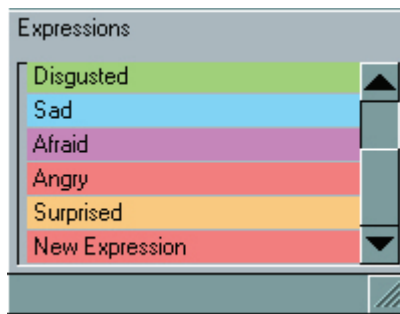 Expressions
Disgusted
Sad
Afraid
Angry
Surprised
New Expression